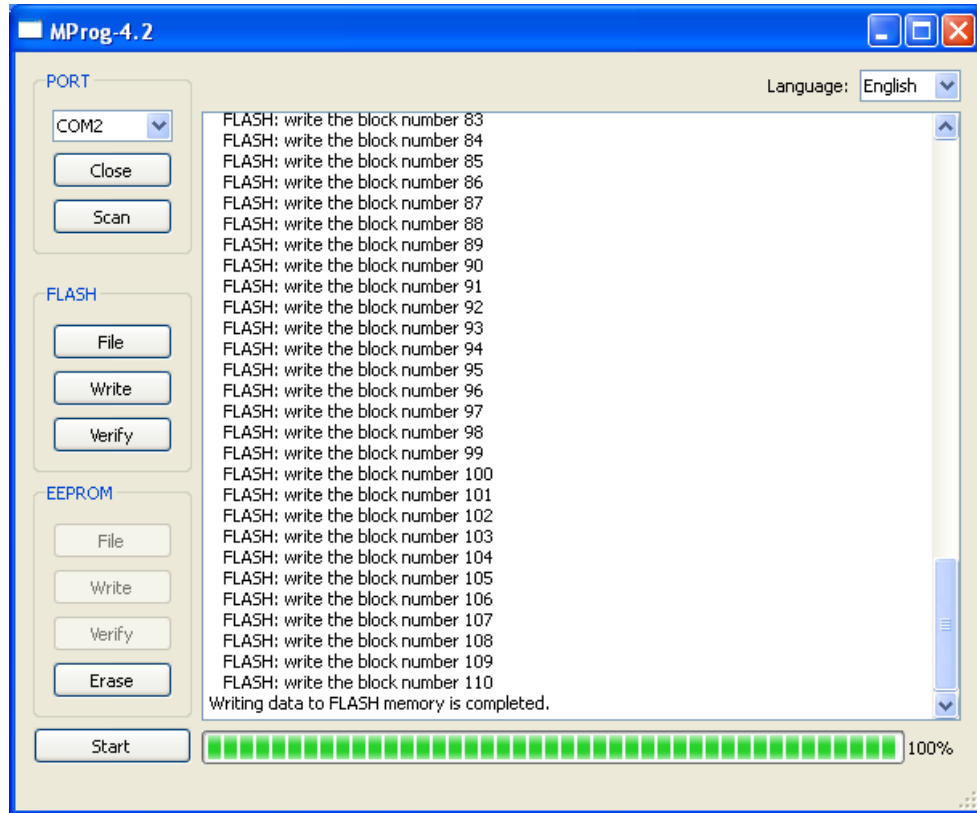 MProg-4.2
PORT
Language: English
COM2
Close
Scan
FLASH
File
Write
Verify
EEPROM
File
Write
Verify
Erase
Start
FLASH: write the block number 83
FLASH: write the block number 84
FLASH: write the block number 85
FLASH: write the block number 86
FLASH: write the block number 87
FLASH: write the block number 88
FLASH: write the block number 89
FLASH: write the block number 90
FLASH: write the block number 91
FLASH: write the block number 92
FLASH: write the block number 93
FLASH: write the block number 94
FLASH: write the block number 95
FLASH: write the block number 96
FLASH: write the block number 97
FLASH: write the block number 98
FLASH: write the block number 99
FLASH: write the block number 100
FLASH: write the block number 101
FLASH: write the block number 102
FLASH: write the block number 103
FLASH: write the block number 104
FLASH: write the block number 105
FLASH: write the block number 106
FLASH: write the block number 107
FLASH: write the block number 108
FLASH: write the block number 109
FLASH: write the block number 110
Writing data to FLASH memory is completed.
100%